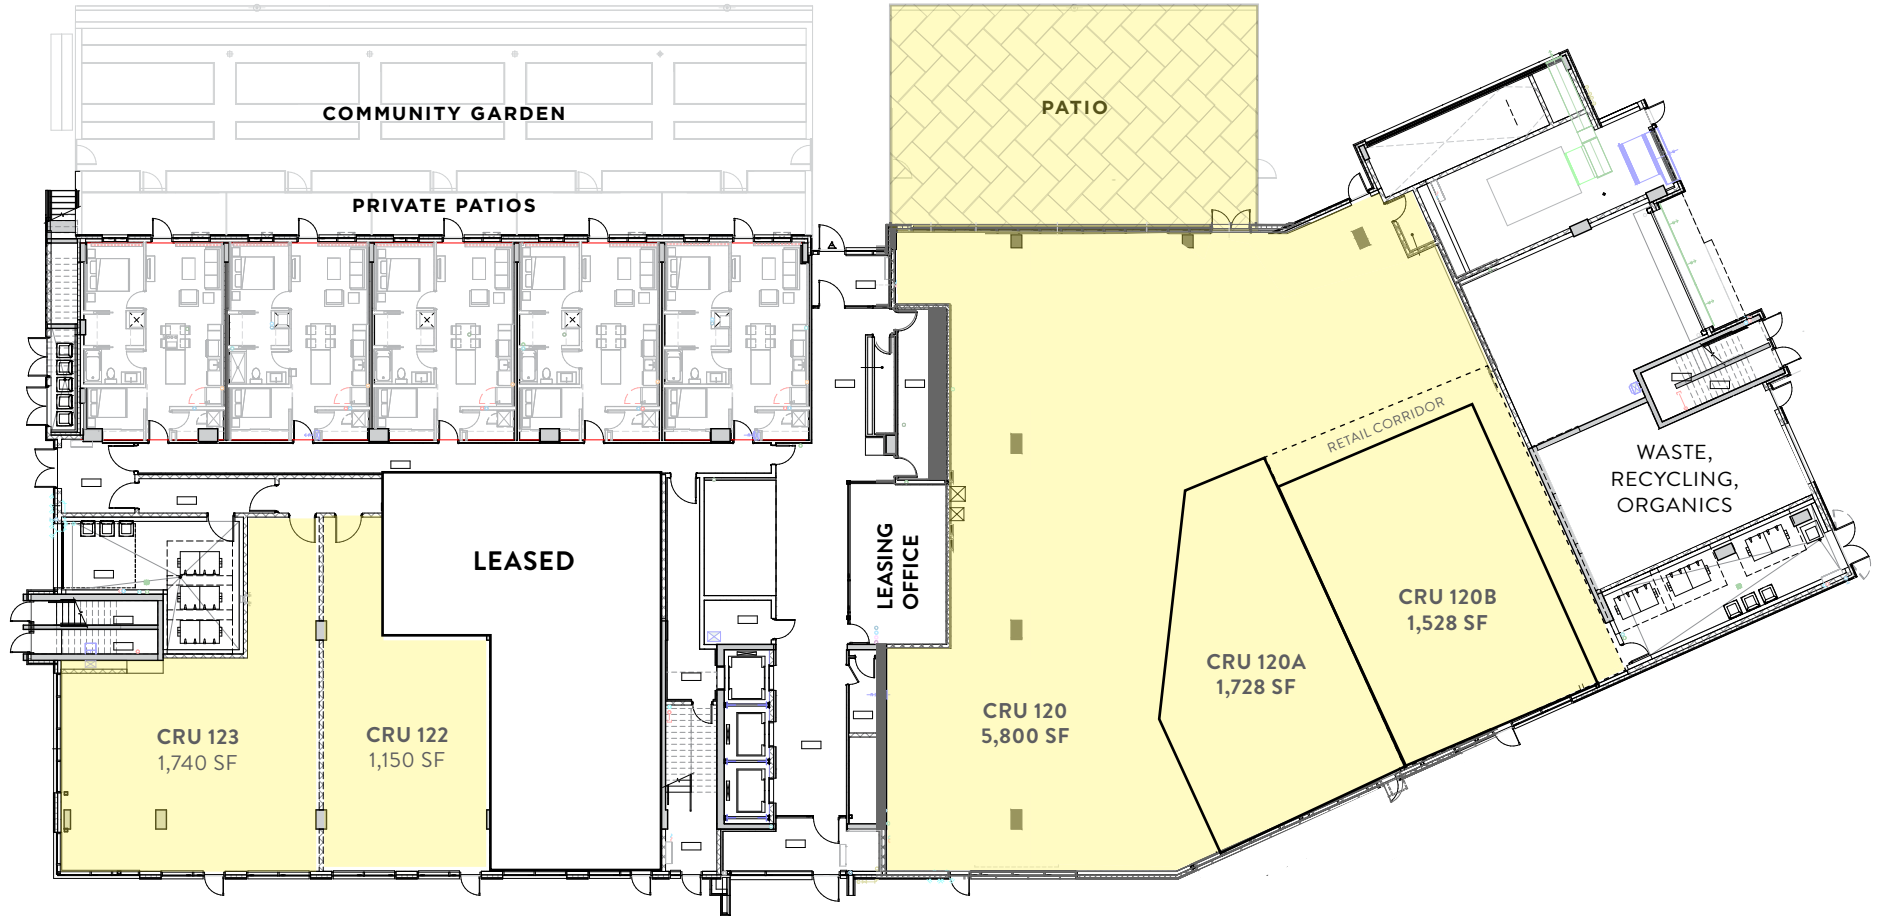 COMMUNITY GARDEN
PATIO
PRIVATE PATIOS
RETAIL CORRIDOR
WASTE,
RECYCLING,
ORGANICS
LEASED
LEASING
OFFICE
CRU 120B
1,528 SF
CRU 120A
1,728 SF
CRU 120
5,800 SF
CRU 123
1,740 SF
CRU 122
1,150 SF